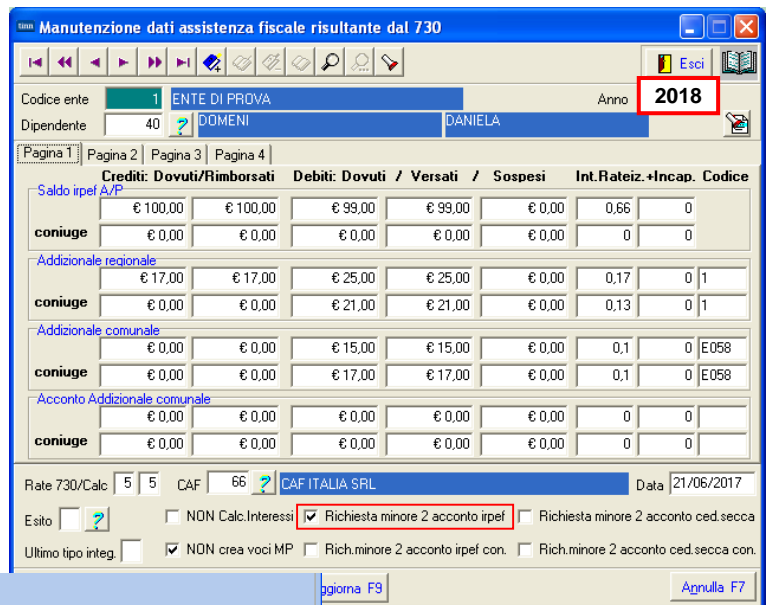 tinn Manutenzione dati assistenza fiscale risultante dal 730
Esci
Codice ente 1 ENTE DI PROVA Anno 2018
Dipendente 40 ? DOMENI DANIELA
Pagina 1 Pagina 2 Pagina 3 Pagina 4
Crediti: Dovuti/Rimborsati Debiti: Dovuti / Versati / Sospesi Int.Rateiz.+Incap. Codice
Saldo irpef A/P
€ 100,00 € 100,00 € 99,00 € 99,00 € 0,00 0,66 0
coniuge € 0,00 € 0,00 € 0,00 € 0,00 € 0,00 0 0
Addizionale regionale
€ 17,00 € 17,00 € 25,00 € 25,00 € 0,00 0,17 0 1
coniuge € 0,00 € 0,00 € 21,00 € 21,00 € 0,00 0,13 0 1
Addizionale comunale
€ 0,00 € 0,00 € 15,00 € 15,00 € 0,00 0,1 0 E058
coniuge € 0,00 € 0,00 € 17,00 € 17,00 € 0,00 0,1 0 E058
Acconto Addizionale comunale
€ 0,00 € 0,00 € 0,00 € 0,00 € 0,00 0 0
coniuge € 0,00 € 0,00 € 0,00 € 0,00 € 0,00 0 0
Rate 730/Calc 5 5 CAF 66 ? CAF ITALIA SRL Data 21/06/2017
Esito ? NON Calc.Interessi Richiesta minore 2 acconto irpef Richiesta minore 2 acconto ced.secca
Ultimo tipo integ. NON crea voci MP Rich.minore 2 acconto irpef con. Rich.minore 2 acconto ced.secca con.
ggiorna F9 Annulla F7